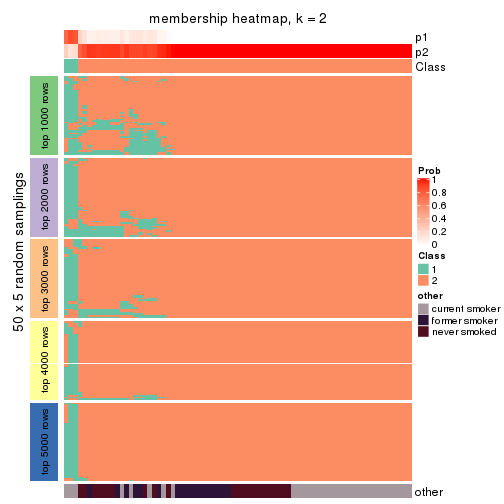 membership heatmap, k = 2
p1
p2
Class
50 x 5 random samplings
top 1000 rows
top 2000 rows
top 3000 rows
top 4000 rows
top 5000 rows
Prob
1
0.8
0.6
0.4
0.2
0
Class
1
2
other
current smoker
former smoker
never smoked
other